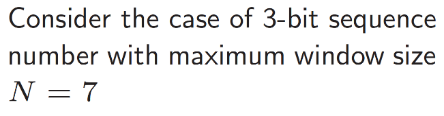 Consider the case of 3-bit sequence
number with maximum window size
N = 7